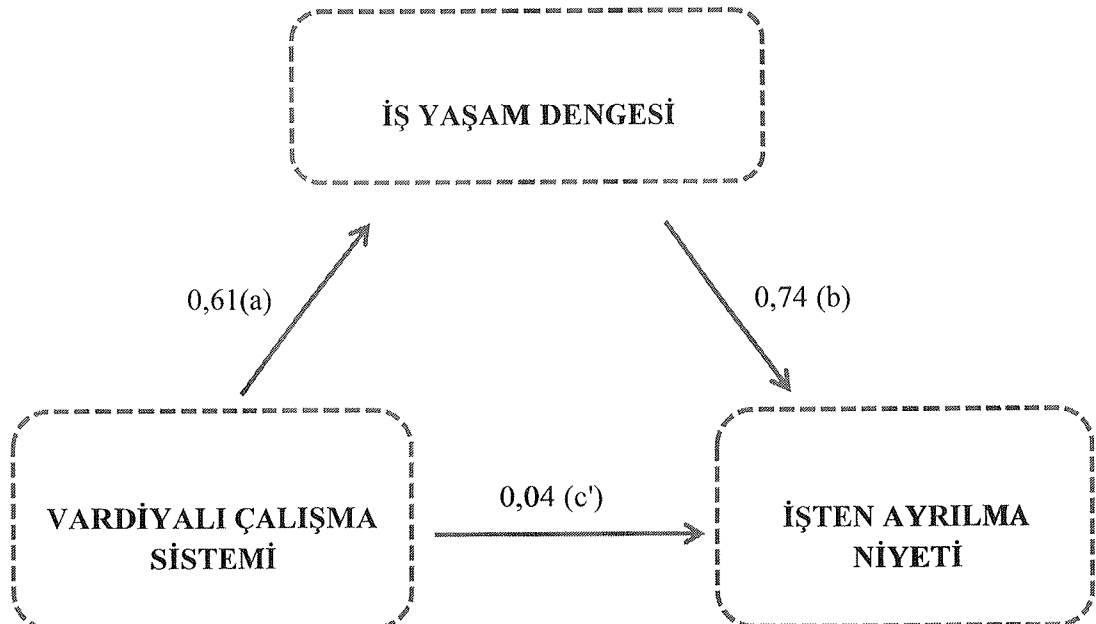 İŞ YAŞAM DENGESİ
0,61(a)
0,74 (b)
VARDİYALI ÇALIŞMA
SİSTEMİ
0,04 (c')
İŞTEN AYRILMA
NİYETİ